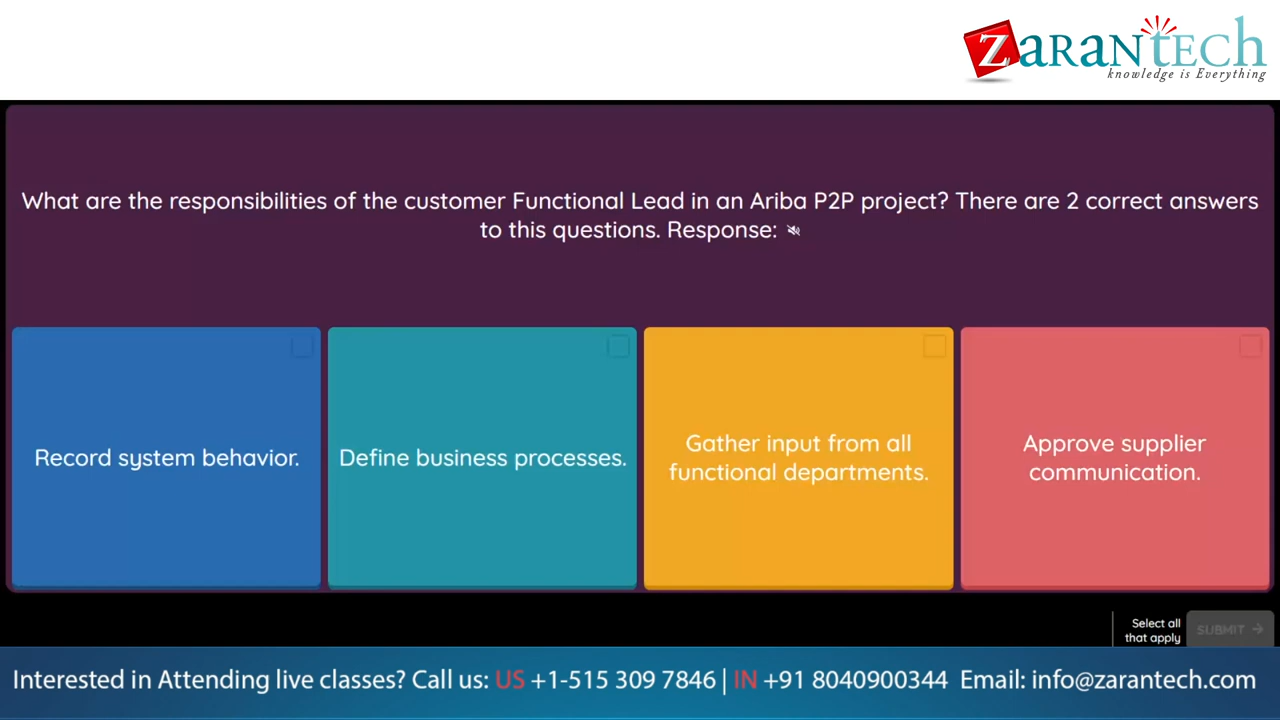 ZARANTECH
knowledge is Everything
What are the responsibilities of the customer Functional Lead in an Ariba P2P project? There are 2 correct answers
to this questions. Response:
Record system behavior.
Define business processes.
Gather input from all
functional departments.
Approve supplier
communication.
Select all
that apply
SUBMIT →
Interested in Attending live classes? Call us: US +1-515 309 7846 | IN +91 8040900344 Email: info@zarantech.com